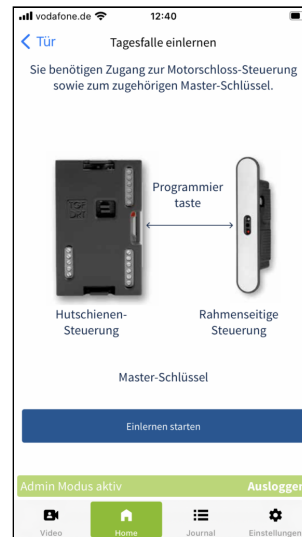 vodafone.de 12:40
Tür Tagesfalle einlernen
Sie benötigen Zugang zur Motorschloss-Steuerung
sowie zum zugehörigen Master-Schlüssel.
Programmier
taste
Hutschienen-
Steuerung
Rahmenseitige
Steuerung
Master-Schlüssel
Einlernen starten
Admin Modus aktiv Ausloggen
Video Home Journal Einstellungen